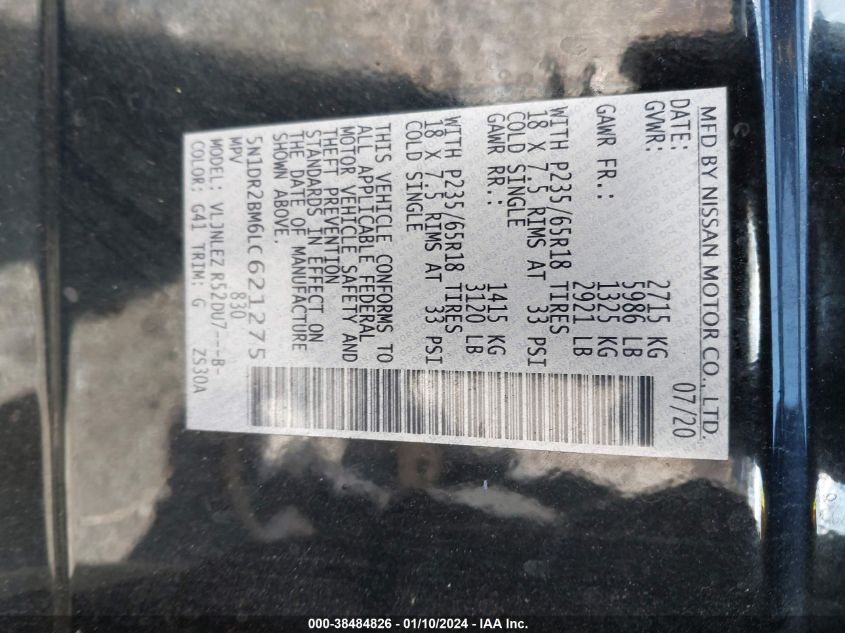 MFD BY NISSAN MOTOR CO., LTD.
DATE: 07/20
GVWR: 2715 KG
5986 LB
GAWR FR.: 1325 KG
2921 LB
WITH P235/65R18 TIRES
18 X 7.5 RIMS AT 33 PSI
COLD SINGLE
GAWR RR.: 1415 KG
3120 LB
WITH P235/65R18 TIRES
18 X 7.5 RIMS AT 33 PSI
COLD SINGLE
THIS VEHICLE CONFORMS TO
ALL APPLICABLE FEDERAL
MOTOR VEHICLE SAFETY AND
THEFT PREVENTION
STANDARDS IN EFFECT ON
THE DATE OF MANUFACTURE
SHOWN ABOVE.
5N1DR2BM6LC621275
MPV 830
MODEL: VLJNLEZ R52DU7---B-
COLOR: G41 TRIM: G ZS30A
000-38484826 - 01/10/2024 - IAA Inc.